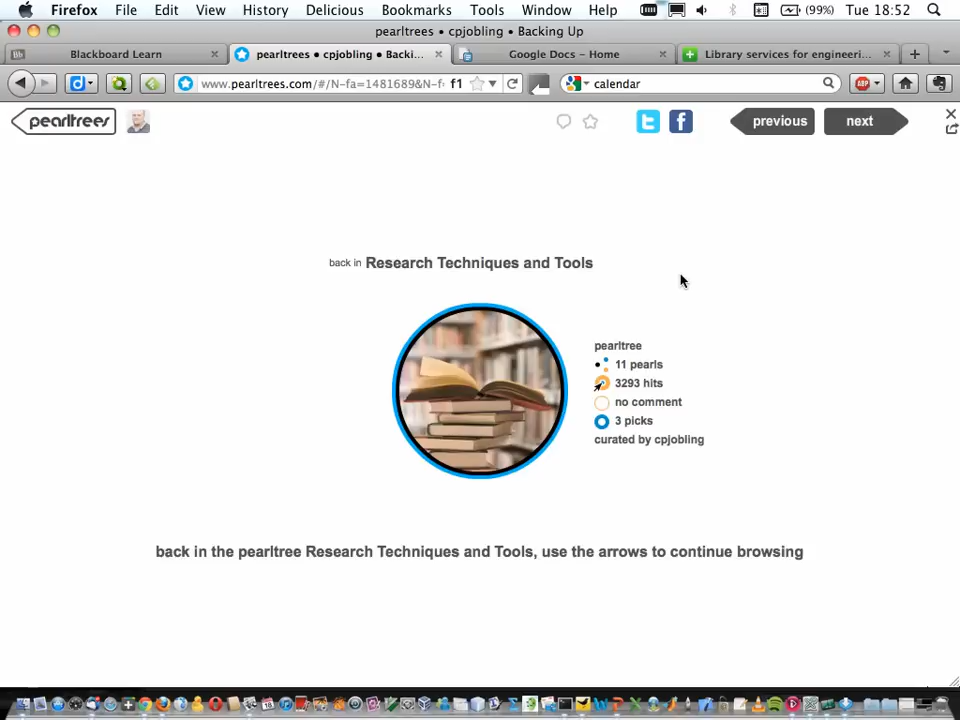 Firefox File Edit View History Delicious Bookmarks Tools Window Help (99%) Tue 18:52
pearltrees • cpjobling • Backing Up
Blackboard Learn
pearltrees • cpjobling • Backi...
Google Docs - Home
Library services for engineeri...
www.pearltrees.com/#/N-fa=1481689&N-f: f1
calendar
ABP
pearltrees
previous next
back in Research Techniques and Tools
pearltree
11 pearls
3293 hits
no comment
3 picks
curated by cpjobling
back in the pearltree Research Techniques and Tools, use the arrows to continue browsing